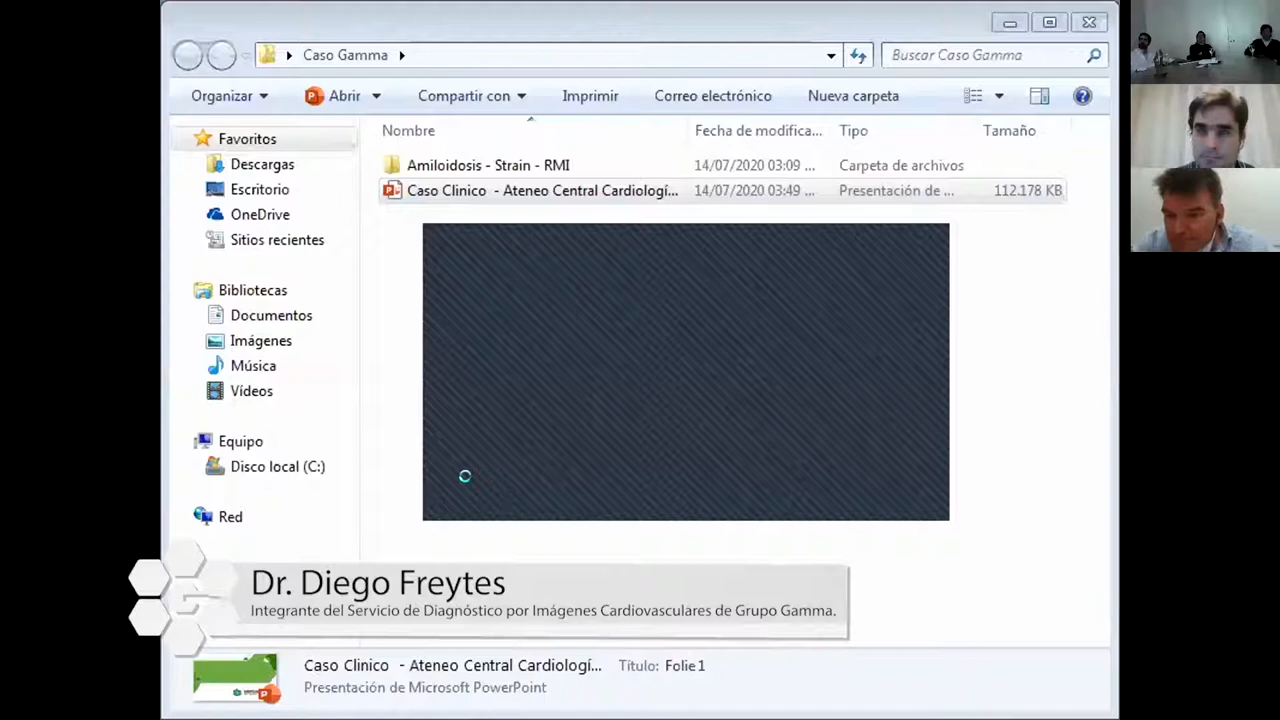 Caso Gamma
Buscar Caso Gamma
Organizar
Abrir
Compartir con
Imprimir
Correo electrónico
Nueva carpeta
Favoritos
Descargas
Escritorio
OneDrive
Sitios recientes
Bibliotecas
Documentos
Imágenes
Música
Vídeos
Equipo
Disco local (C:)
Red
Nombre Fecha de modifica... Tipo Tamaño
Amiloidosis - Strain - RMI 14/07/2020 03:09 ... Carpeta de archivos
Caso Clinico - Ateneo Central Cardiologí... 14/07/2020 03:49 ... Presentación de ... 112.178 KB
Dr. Diego Freytes
Integrante del Servicio de Diagnóstico por Imágenes Cardiovasculares de Grupo Gamma.
Caso Clinico - Ateneo Central Cardiologí... Título: Folie1
Presentación de Microsoft PowerPoint